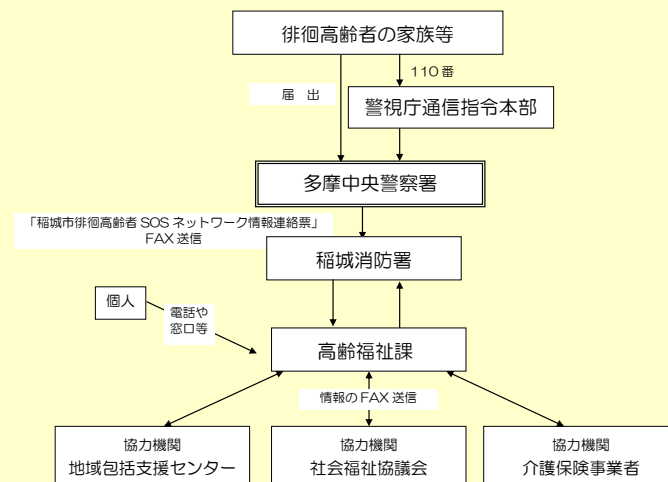 徘徊高齢者の家族等
110番
届　出
警視庁通信指令本部
多摩中央警察署
「稲城市徘徊高齢者SOSネットワーク情報連絡票」
FAX送信
稲城消防署
個人
電話や
窓口等
高齢福祉課
情報のFAX送信
協力機関
地域包括支援センター
協力機関
社会福祉協議会
協力機関
介護保険事業者